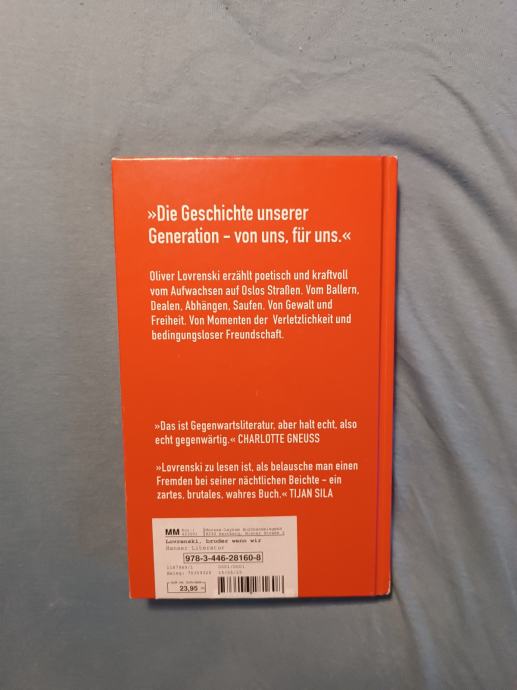 »Die Geschichte unserer
Generation – von uns, für uns.«
Oliver Lovrenski erzählt poetisch und kraftvoll
vom Aufwachsen auf Oslos Straßen. Vom Ballern,
Dealen, Abhängen, Saufen. Von Gewalt und
Freiheit. Von Momenten der Verletzlichkeit und
bedingungsloser Freundschaft.
»Das ist Gegenwartsliteratur, aber halt echt, also
echt gegenwärtig.« CHARLOTTE GNEUSS
»Lovrenski zu lesen ist, als belausche man einen
Fremden bei seiner nächtlichen Beichte – ein
zartes, brutales, wahres Buch.« TIJAN SILA
MM
Lovrenski, bruder wenn wir
Hanser Literatur
978-3-446-28160-8
0001/0001
23,95